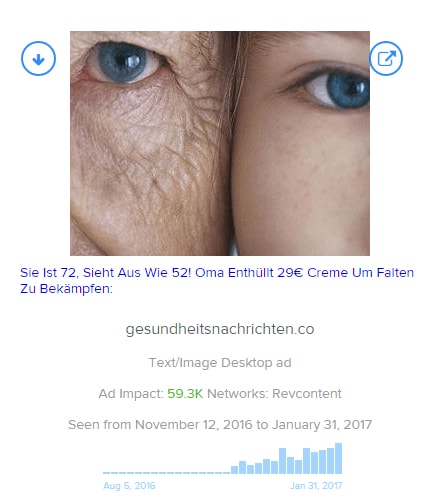 Sie Ist 72, Sieht Aus Wie 52! Oma Enthüllt 29€ Creme Um Falten
Zu Bekämpfen:
gesundheitsnachrichten.co
Text/Image Desktop ad
Ad Impact: 59.3K Networks: Revcontent
Seen from November 12, 2016 to January 31, 2017
Aug 5, 2016
Jan 31, 2017